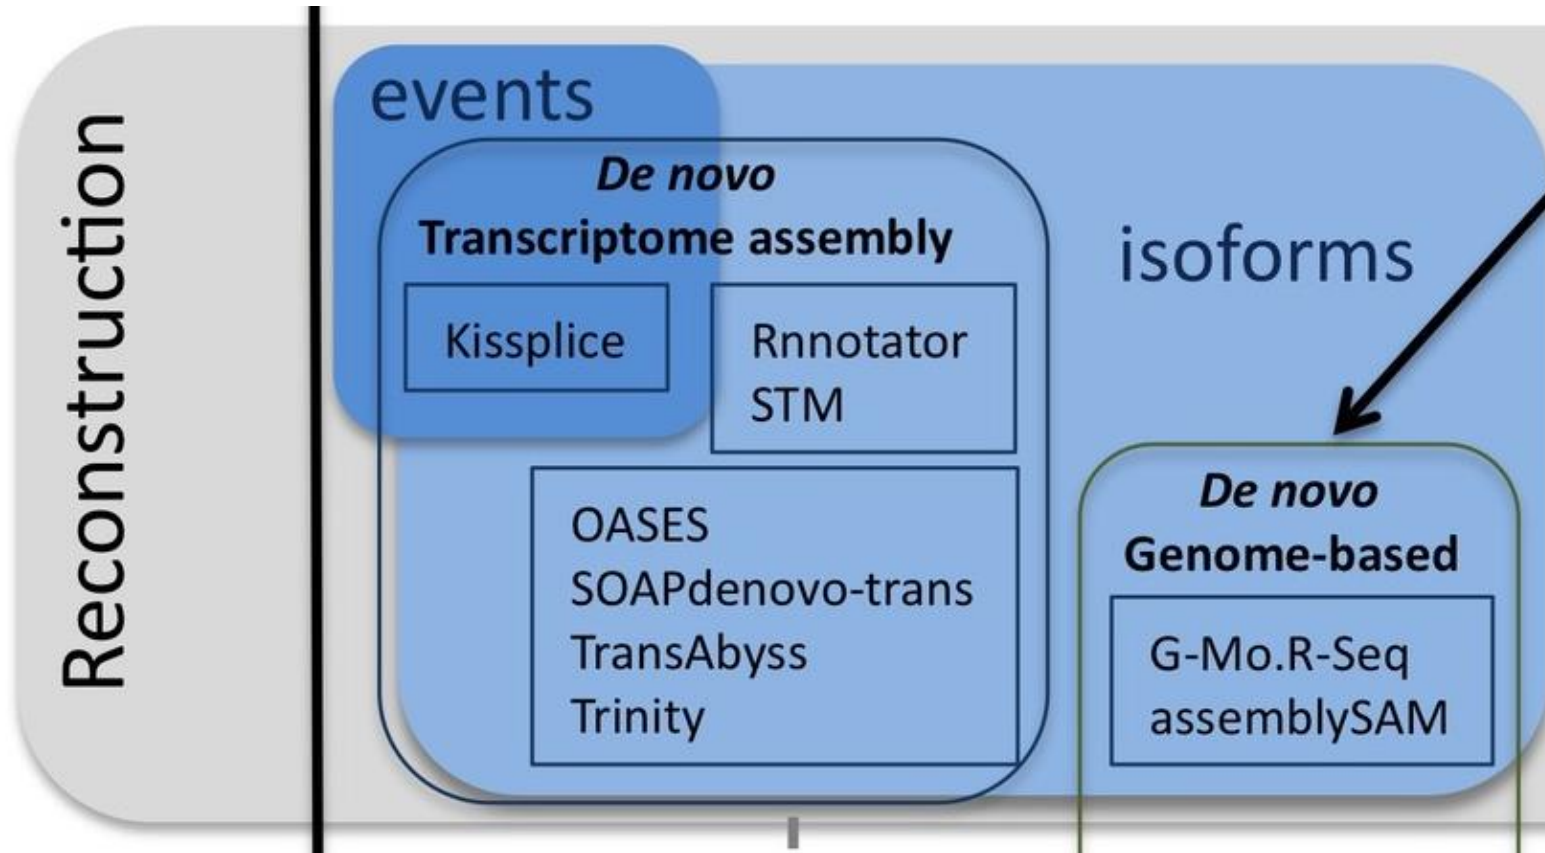 Reconstruction
events
De novo
Transcriptome assembly
Kissplice
Rnnotator
STM
OASES
SOAPdenovo-trans
TransAbyss
Trinity
isoforms
De novo
Genome-based
G-Mo.R-Seq
assemblySAM